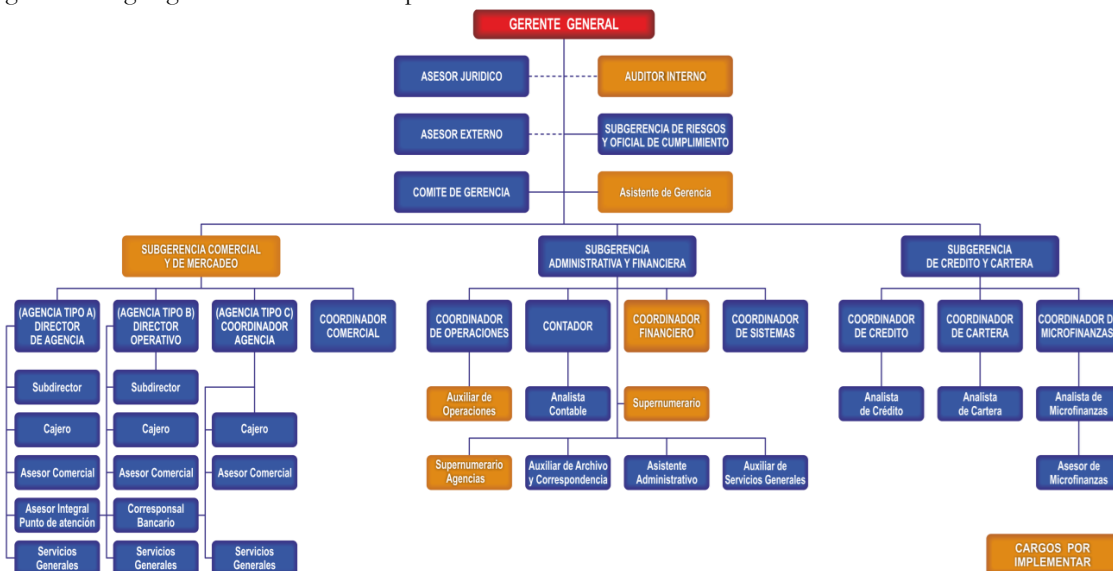 GERENTE GENERAL
ASESOR JURIDICO
AUDITOR INTERNO
ASESOR EXTERNO
SUBGERENCIA DE RIESGOS
Y OFICIAL DE CUMPLIMIENTO
COMITE DE GERENCIA
Asistente de Gerencia
SUBGERENCIA COMERCIAL
Y DE MERCADEO
SUBGERENCIA
ADMINISTRATIVA Y FINANCIERA
SUBGERENCIA
DE CREDITO Y CARTERA
(AGENCIA TIPO A)
DIRECTOR
DE AGENCIA
(AGENCIA TIPO B)
DIRECTOR
OPERATIVO
(AGENCIA TIPO C)
COORDINADOR
AGENCIA
COORDINADOR
COMERCIAL
COORDINADOR
DE OPERACIONES
CONTADOR
COORDINADOR
FINANCIERO
COORDINADOR
DE SISTEMAS
COORDINADOR
DE CREDITO
COORDINADOR
DE CARTERA
COORDINADOR DE
MICROFINANZAS
Subdirector
Subdirector
Auxiliar de
Operaciones
Analista
Contable
Supernumerario
Analista
de Crédito
Analista
de Cartera
Analista de
Microfinanzas
Cajero
Cajero
Cajero
Asesor Comercial
Asesor Comercial
Asesor Comercial
Supernumerario
Agencias
Auxiliar de Archivo
y Correspondencia
Asistente
Administrativo
Auxiliar de
Servicios Generales
Asesor de
Microfinanzas
Asesor Integral
Punto de atención
Corresponsal
Bancario
Servicios
Generales
Servicios
Generales
Servicios
Generales
CARGOS POR
IMPLEMENTAR